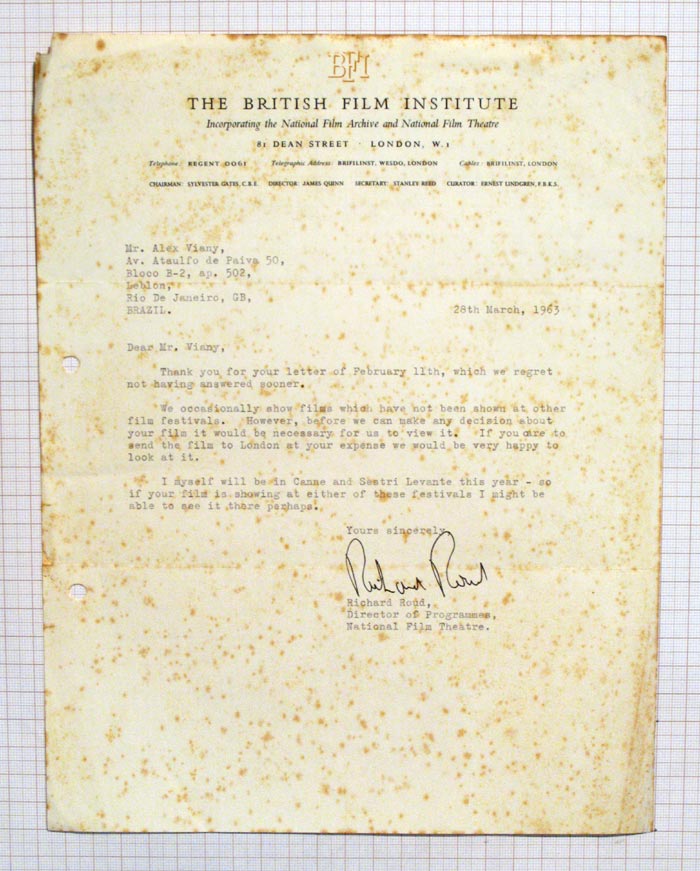 BFI
THE BRITISH FILM INSTITUTE
Incorporating the National Film Archive and National Film Theatre
81 DEAN STREET · LONDON, W.1
Telephone: REGENT 0061 Telegraphic Address: BRIFILINST, WESDO, LONDON Cables: BRIFILINST, LONDON
CHAIRMAN: SYLVESTER GATES, C.B.E. DIRECTOR: JAMES QUINN SECRETARY: STANLEY REED CURATOR: ERNEST LINDGREN, F.B.K.S.
Mr. Alex Viany,
Av. Ataulfo de Paiva 50,
Bloco B-2, ap. 502,
Leblon,
Rio De Janeiro, GB,
BRAZIL.
28th March, 1963
Dear Mr. Viany,
Thank you for your letter of February 11th, which we regret
not having answered sooner.
We occasionally show films which have not been shown at other
film festivals. However, before we can make any decision about
your film it would be necessary for us to view it. If you are to
send the film to London at your expense we would be very happy to
look at it.
I myself will be in Canne and Sestri Levante this year - so
if your film is showing at either of these festivals I might be
able to see it there perhaps.
Yours sincerely
Richard Roud
Richard Roud,
Director of Programmes,
National Film Theatre.